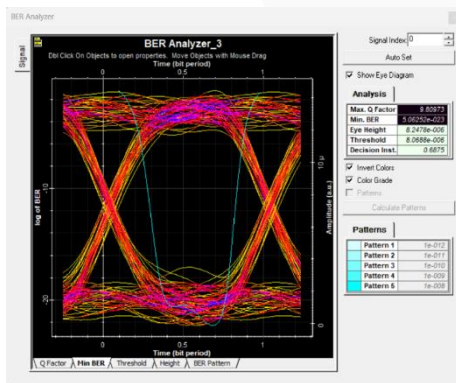 BER Analyzer
Signal
BER Analyzer_3
Dbl Click On Objects to open properties. Move Objects with Mouse Drag
Time (bit period)
0 0.5 1
log of BER
-10
-20
Amplitude (a.u.)
10 µ
0
0 0.5 1
Time (bit period)
Q Factor Min BER Threshold Height BER Pattern
Signal Index: 0
Auto Set
Show Eye Diagram
Analysis
Max. Q Factor 9.80973
Min. BER 5.06252e-023
Eye Height 8.2478e-006
Threshold 8.0688e-006
Decision Inst. 0.6875
Invert Colors
Color Grade
Patterns
Calculate Patterns
Patterns
Pattern 1 1e-012
Pattern 2 1e-011
Pattern 3 1e-010
Pattern 4 1e-009
Pattern 5 1e-008